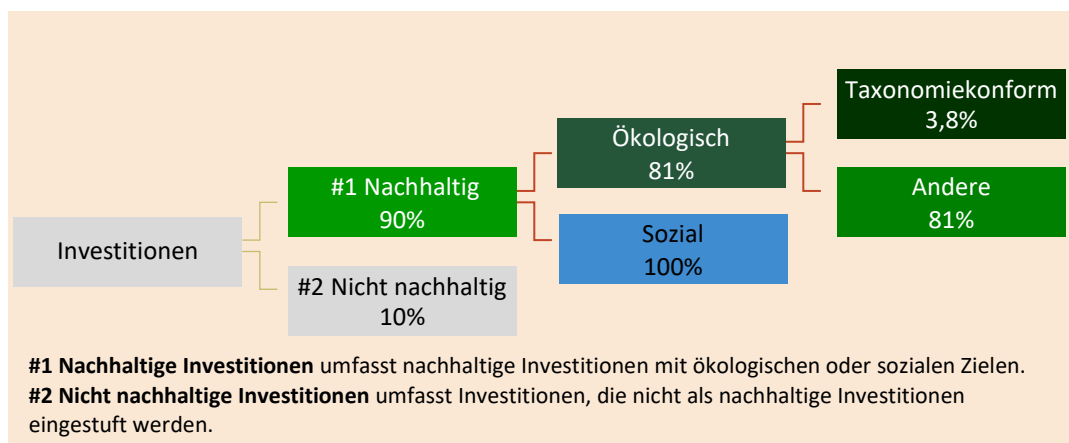 Taxonomiekonform
3,8%
Ökologisch
81%
#1 Nachhaltig
90%
Andere
81%
Investitionen
Sozial
100%
#2 Nicht nachhaltig
10%
#1 Nachhaltige Investitionen umfasst nachhaltige Investitionen mit ökologischen oder sozialen Zielen.
#2 Nicht nachhaltige Investitionen umfasst Investitionen, die nicht als nachhaltige Investitionen
eingestuft werden.